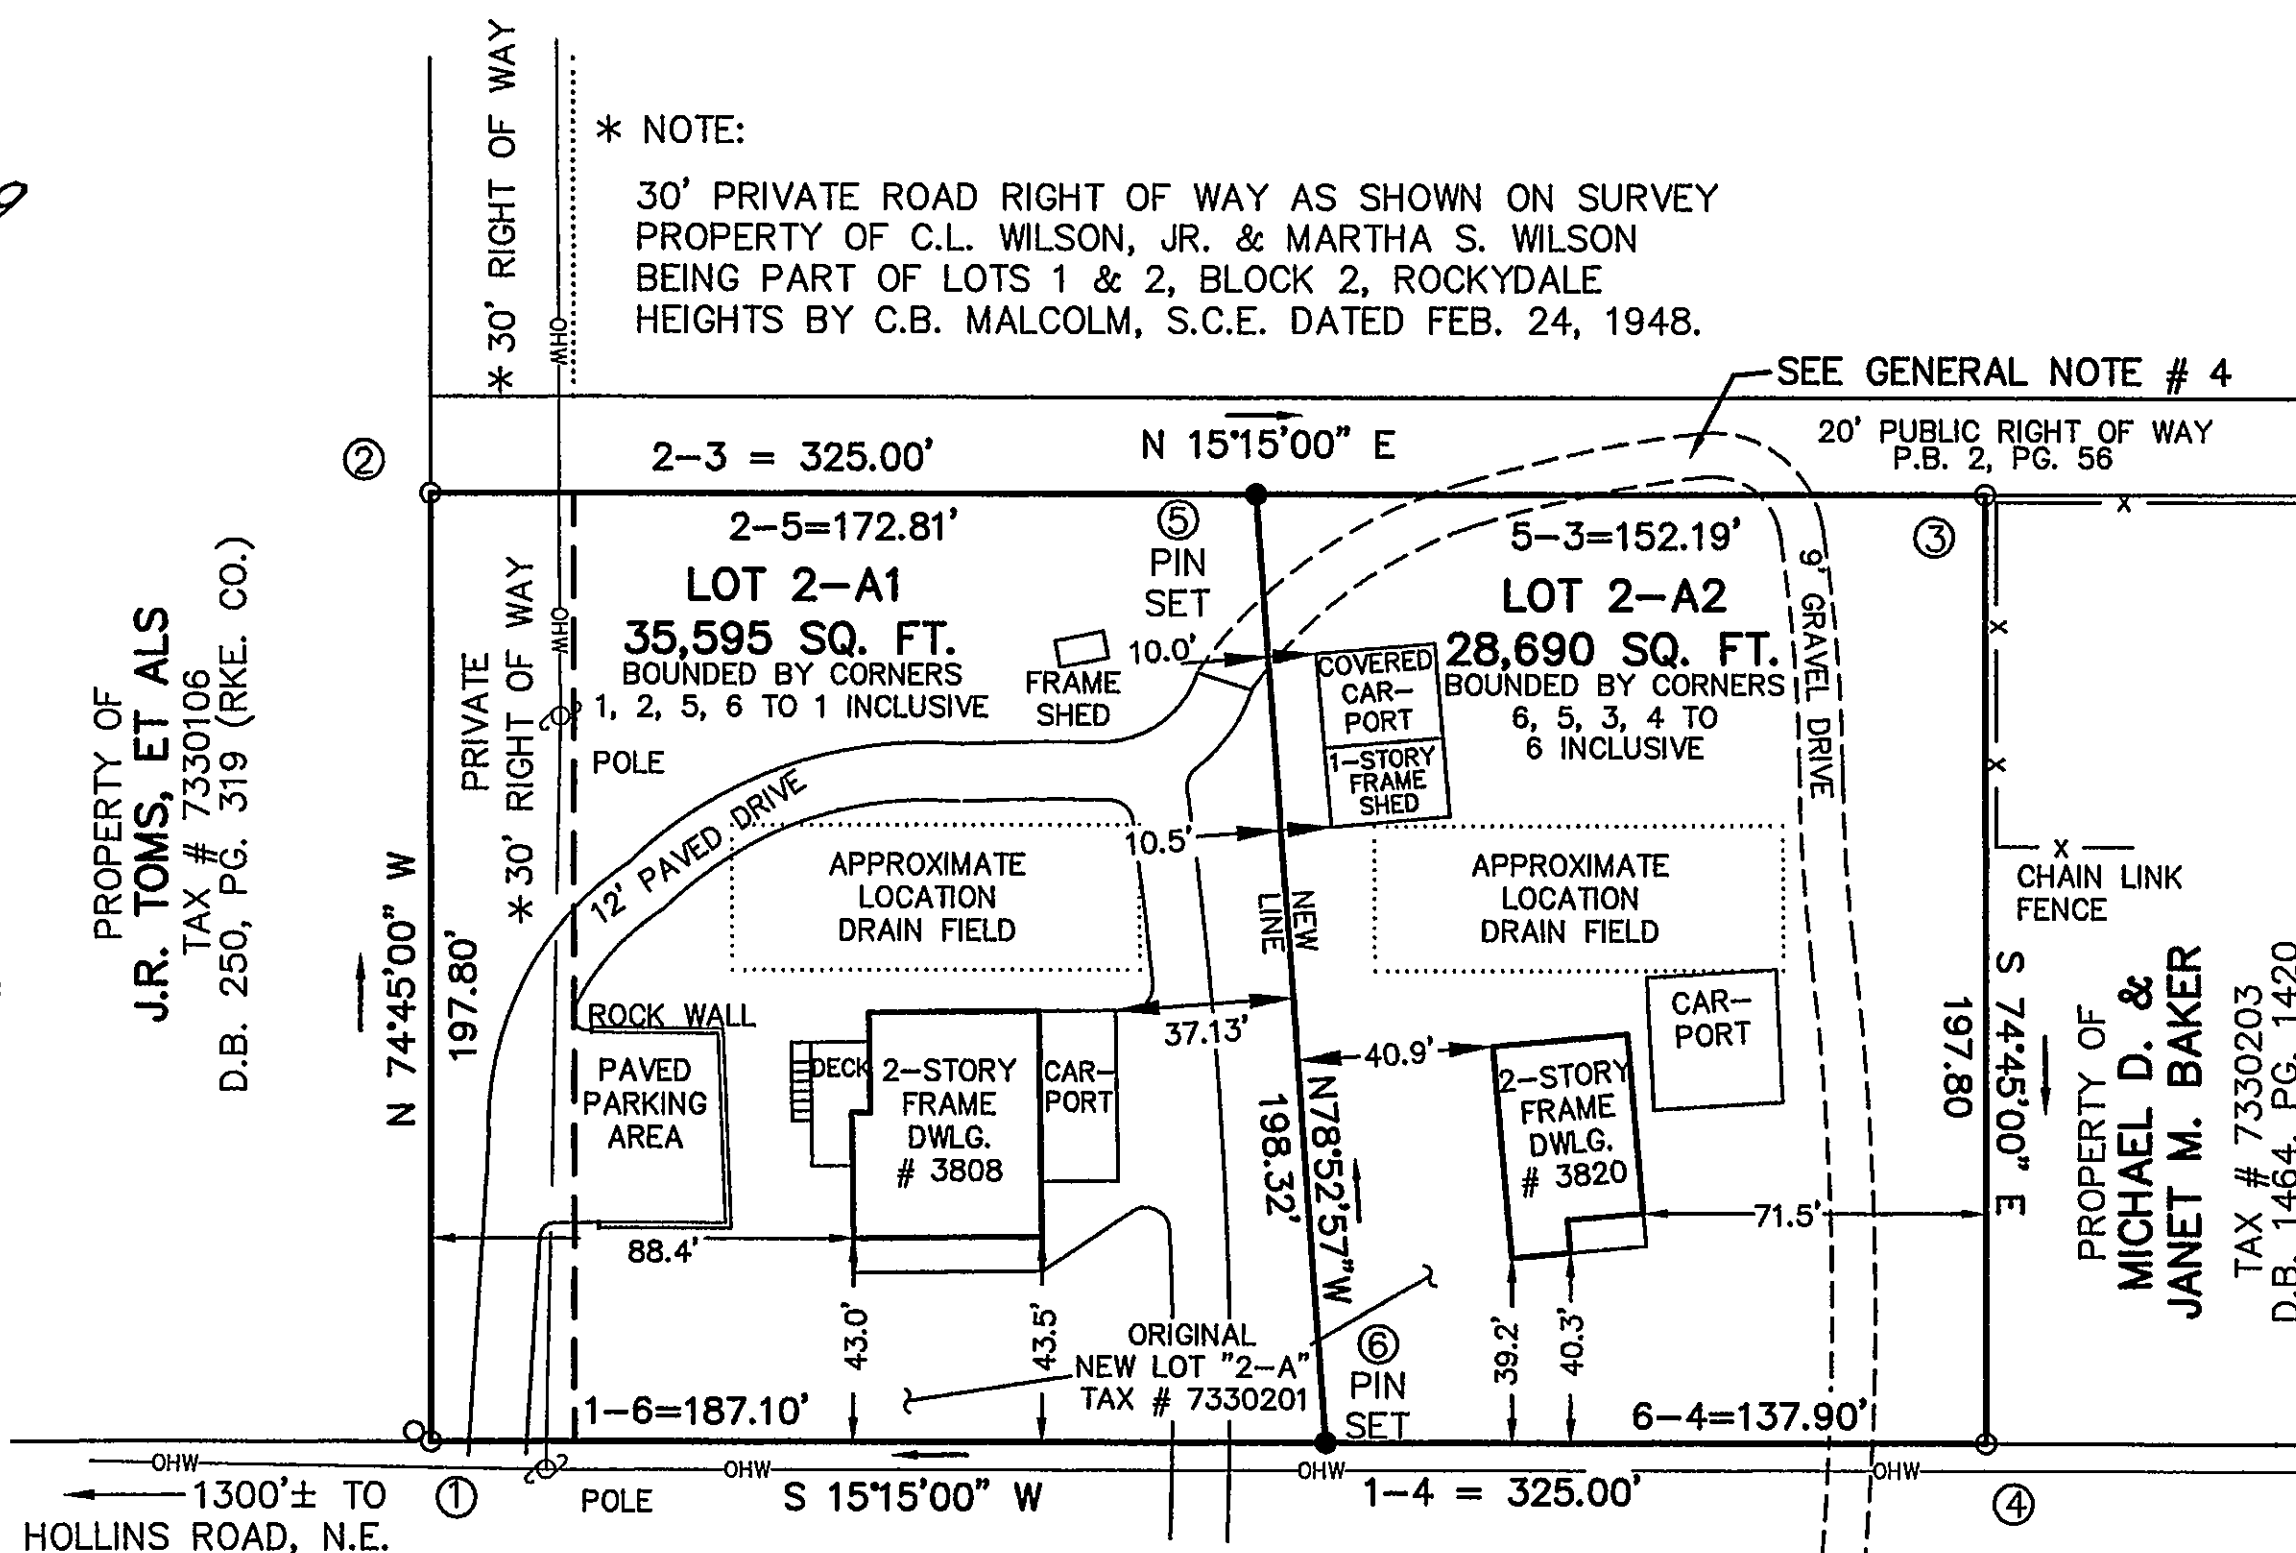 * 30' RIGHT OF WAY
OHW
* NOTE:
30' PRIVATE ROAD RIGHT OF WAY AS SHOWN ON SURVEY
PROPERTY OF C.L. WILSON, JR. & MARTHA S. WILSON
BEING PART OF LOTS 1 & 2, BLOCK 2, ROCKYDALE
HEIGHTS BY C.B. MALCOLM, S.C.E. DATED FEB. 24, 1948.
SEE GENERAL NOTE # 4
20' PUBLIC RIGHT OF WAY
P.B. 2, PG. 56
2
2-3 = 325.00'
N 15°15'00" E
3
2-5=172.81'
5
PIN
SET
5-3=152.19'
LOT 2-A1
35,595 SQ. FT.
BOUNDED BY CORNERS
1, 2, 5, 6 TO 1 INCLUSIVE
LOT 2-A2
28,690 SQ. FT.
BOUNDED BY CORNERS
6, 5, 3, 4 TO
6 INCLUSIVE
PROPERTY OF
J.R. TOMS, ET ALS
TAX # 7330106
D.B. 250, PG. 319 (RKE. CO.)
N 74°45'00" W
197.80'
PRIVATE
* 30' RIGHT OF WAY
OHW
POLE
FRAME
SHED
10.0'
COVERED
CAR-
PORT
1-STORY
FRAME
SHED
9' GRAVEL DRIVE
X
X
X
X
CHAIN LINK
FENCE
12' PAVED DRIVE
10.5'
APPROXIMATE
LOCATION
DRAIN FIELD
NEW
LINE
APPROXIMATE
LOCATION
DRAIN FIELD
ROCK WALL
PAVED
PARKING
AREA
DECK
2-STORY
FRAME
DWLG.
# 3808
CAR-
PORT
37.13'
40.9'
2-STORY
FRAME
DWLG.
# 3820
CAR-
PORT
N78°52'57"W
198.32'
71.5'
S 74°45'00" E
197.80
PROPERTY OF
MICHAEL D. &
JANET M. BAKER
TAX # 7330203
D.B. 1464, PG. 1420
88.4'
43.0'
43.5'
ORIGINAL
NEW LOT "2-A"
TAX # 7330201
6
PIN
SET
39.2'
40.3'
1-6=187.10'
6-4=137.90'
OHW
OHW
OHW
OHW
1300'± TO
HOLLINS ROAD, N.E.
1
POLE
S 15°15'00" W
1-4 = 325.00'
4